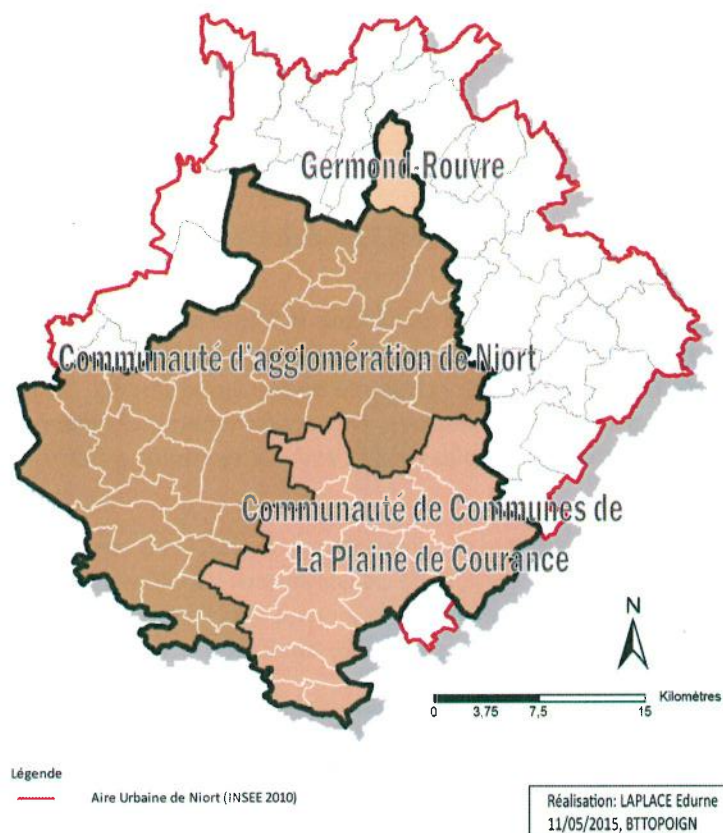 Germond-Rouvre
Communauté d'agglomération de Niort
Communauté de Communes de
La Plaine de Courance
N
Kilomètres
0 3,75 7,5 15
Légende
Aire Urbaine de Niort (INSEE 2010)
Réalisation: LAPLACE Edurne
11/05/2015, BTTOPOIGN